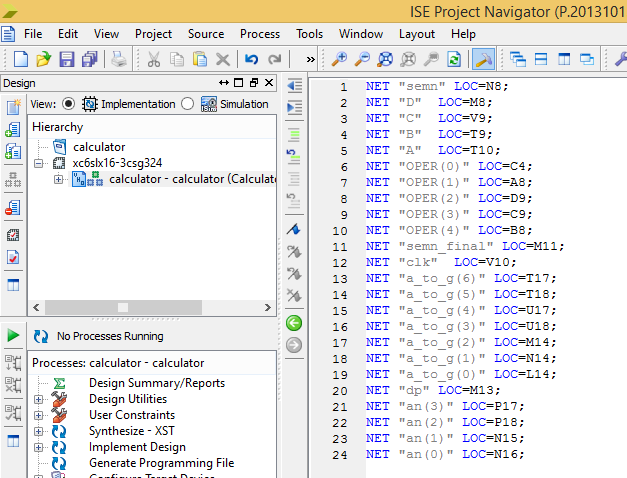 ISE Project Navigator (P.2013101
File Edit View Project Source Process Tools Window Layout Help
Design
View: Implementation Simulation
Hierarchy
calculator
xc6slx16-3csg324
calculator - calculator (Calculato
No Processes Running
Processes: calculator - calculator
Design Summary/Reports
Design Utilities
User Constraints
Synthesize - XST
Implement Design
Generate Programming File
Configure Target Device
1 NET "semn" LOC=N8;
2 NET "D" LOC=M8;
3 NET "C" LOC=V9;
4 NET "B" LOC=T9;
5 NET "A" LOC=T10;
6 NET "OPER(0)" LOC=C4;
7 NET "OPER(1)" LOC=A8;
8 NET "OPER(2)" LOC=D9;
9 NET "OPER(3)" LOC=C9;
10 NET "OPER(4)" LOC=B8;
11 NET "semn_final" LOC=M11;
12 NET "clk" LOC=V10;
13 NET "a_to_g(6)" LOC=T17;
14 NET "a_to_g(5)" LOC=T18;
15 NET "a_to_g(4)" LOC=U17;
16 NET "a_to_g(3)" LOC=U18;
17 NET "a_to_g(2)" LOC=M14;
18 NET "a_to_g(1)" LOC=N14;
19 NET "a_to_g(0)" LOC=L14;
20 NET "dp" LOC=M13;
21 NET "an(3)" LOC=P17;
22 NET "an(2)" LOC=P18;
23 NET "an(1)" LOC=N15;
24 NET "an(0)" LOC=N16;